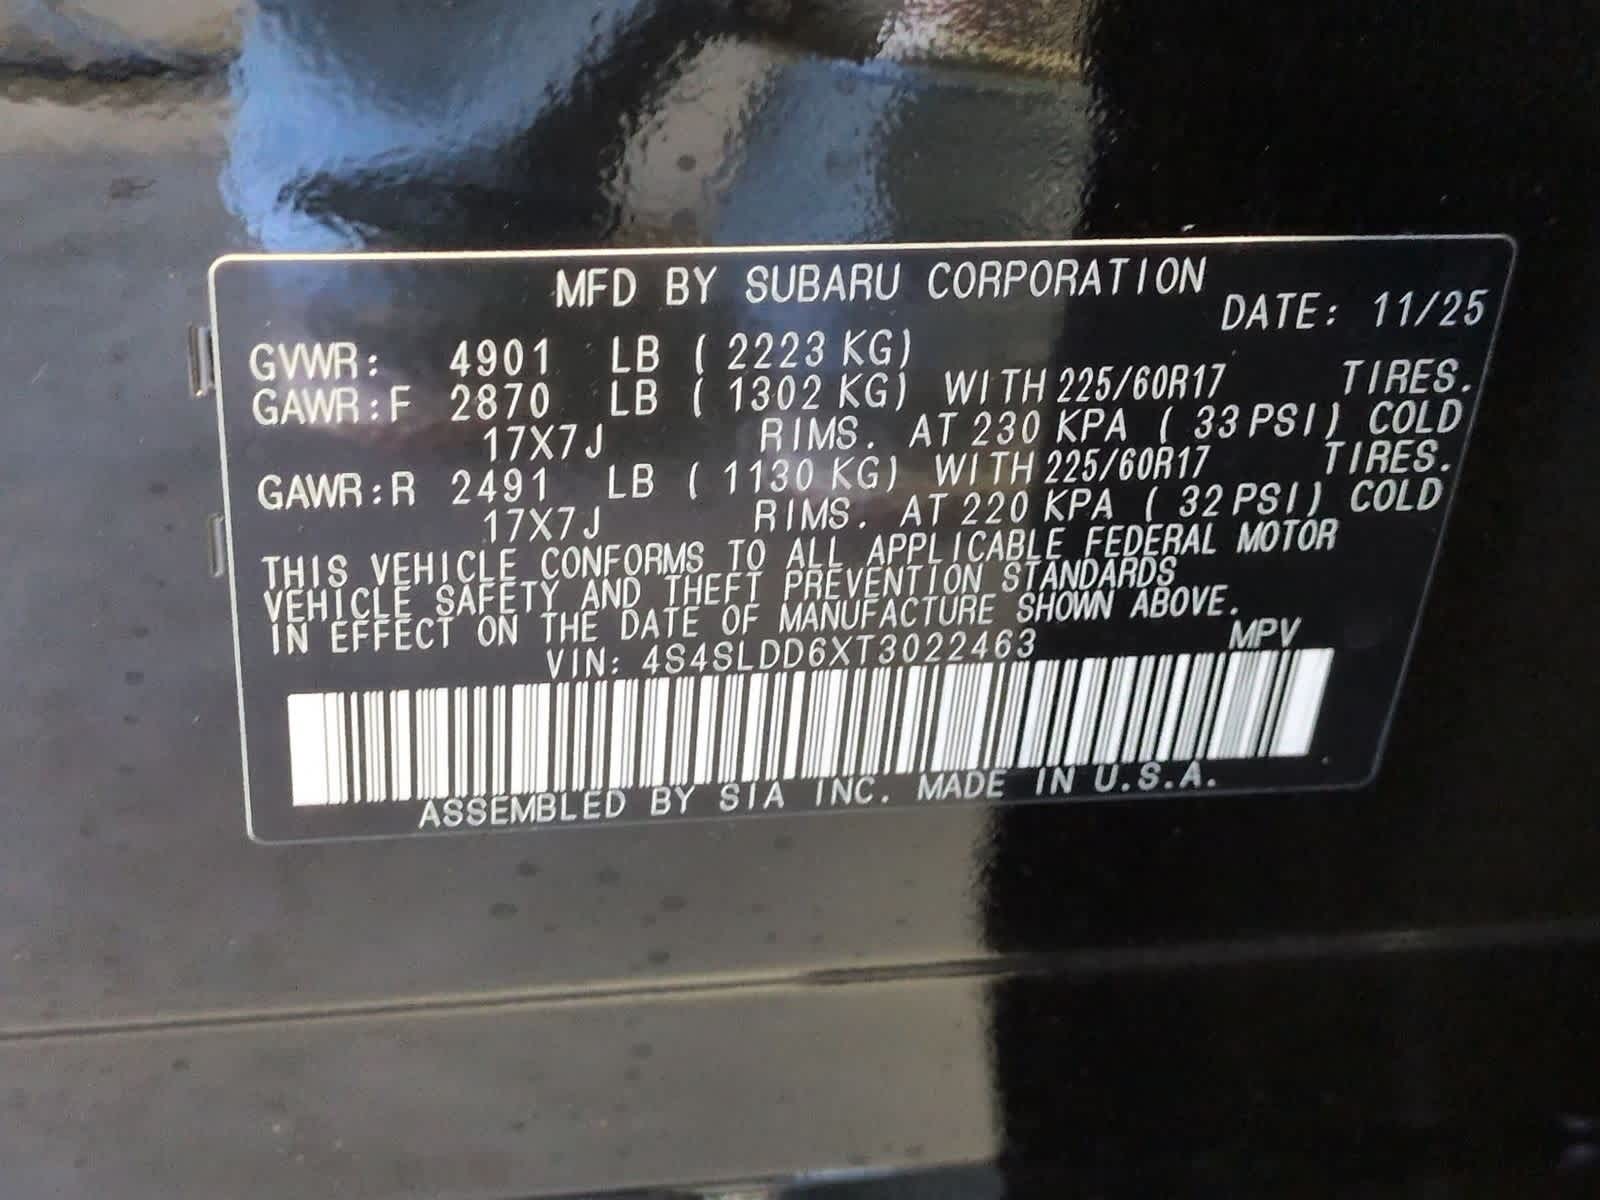 MFD BY SUBARU CORPORATION
DATE: 11/25
GVWR: 4901 LB ( 2223 KG)
GAWR:F 2870 LB ( 1302 KG) WITH 225/60R17 TIRES.
17X7J RIMS. AT 230 KPA ( 33 PSI) COLD
GAWR:R 2491 LB ( 1130 KG) WITH 225/60R17 TIRES.
17X7J RIMS. AT 220 KPA ( 32 PSI) COLD
THIS VEHICLE CONFORMS TO ALL APPLICABLE FEDERAL MOTOR
VEHICLE SAFETY AND THEFT PREVENTION STANDARDS
IN EFFECT ON THE DATE OF MANUFACTURE SHOWN ABOVE.
VIN: 4S4SLDD6XT3022463 MPV
ASSEMBLED BY SIA INC. MADE IN U.S.A.